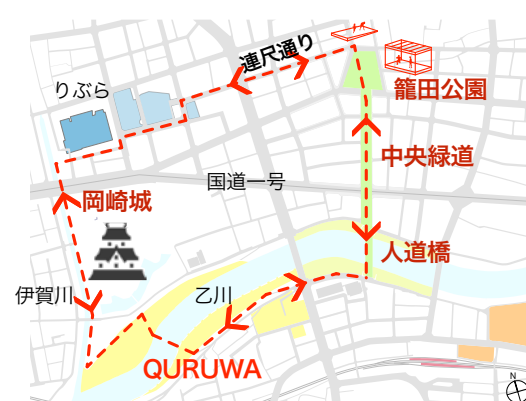 連尺通り
りぶら
籠田公園
中央緑道
国道一号
岡崎城
人道橋
伊賀川
乙川
QURUWA
N